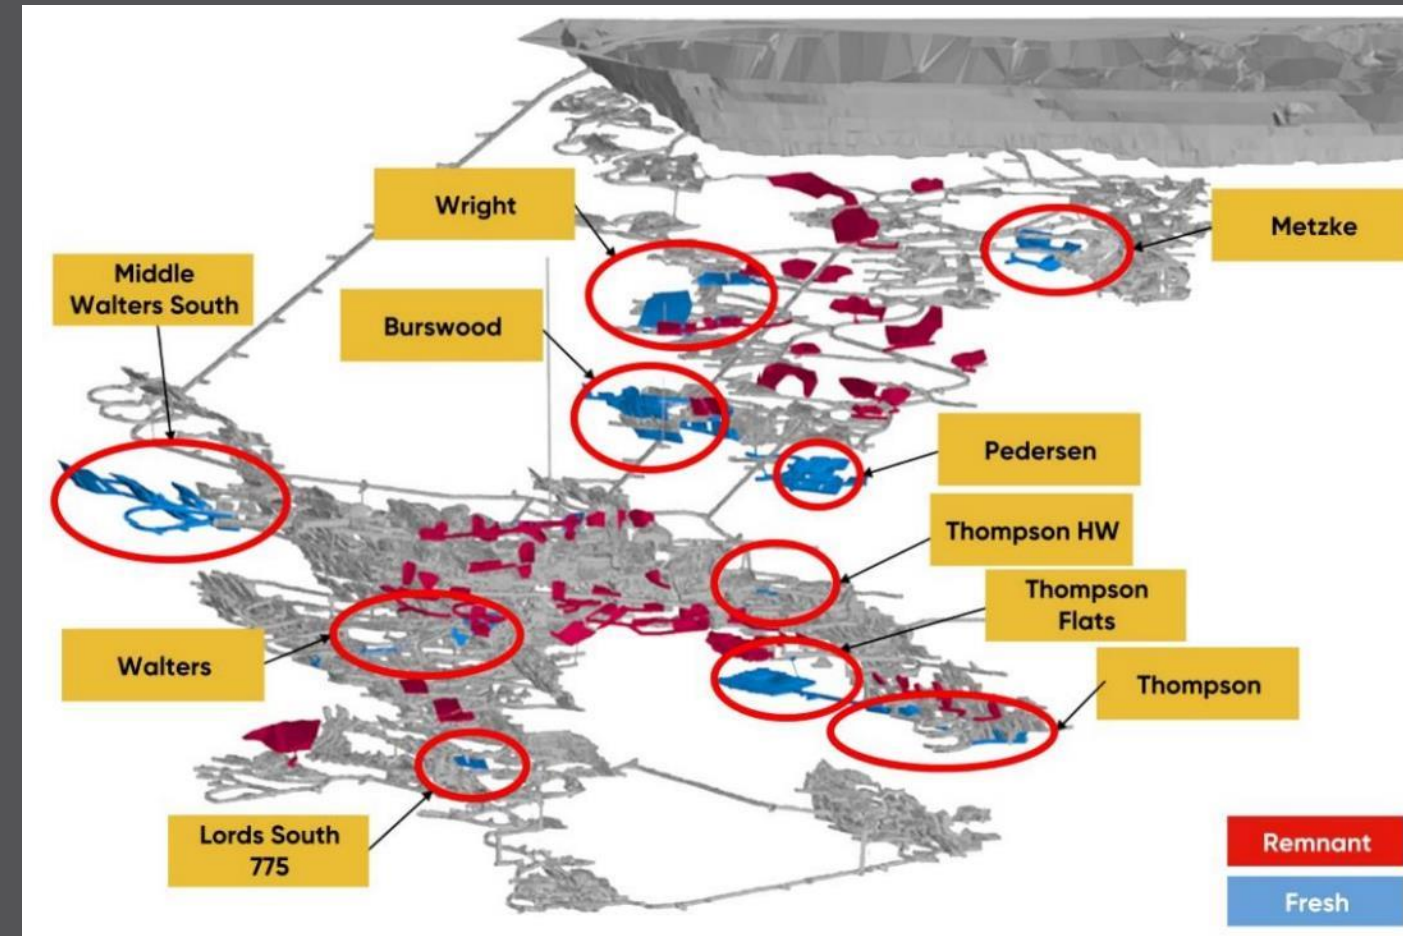 Wright
Metzke
Middle
Walters South
Burswood
Pedersen
Thompson HW
Thompson
Flats
Walters
Thompson
Lords South
775
Remnant
Fresh